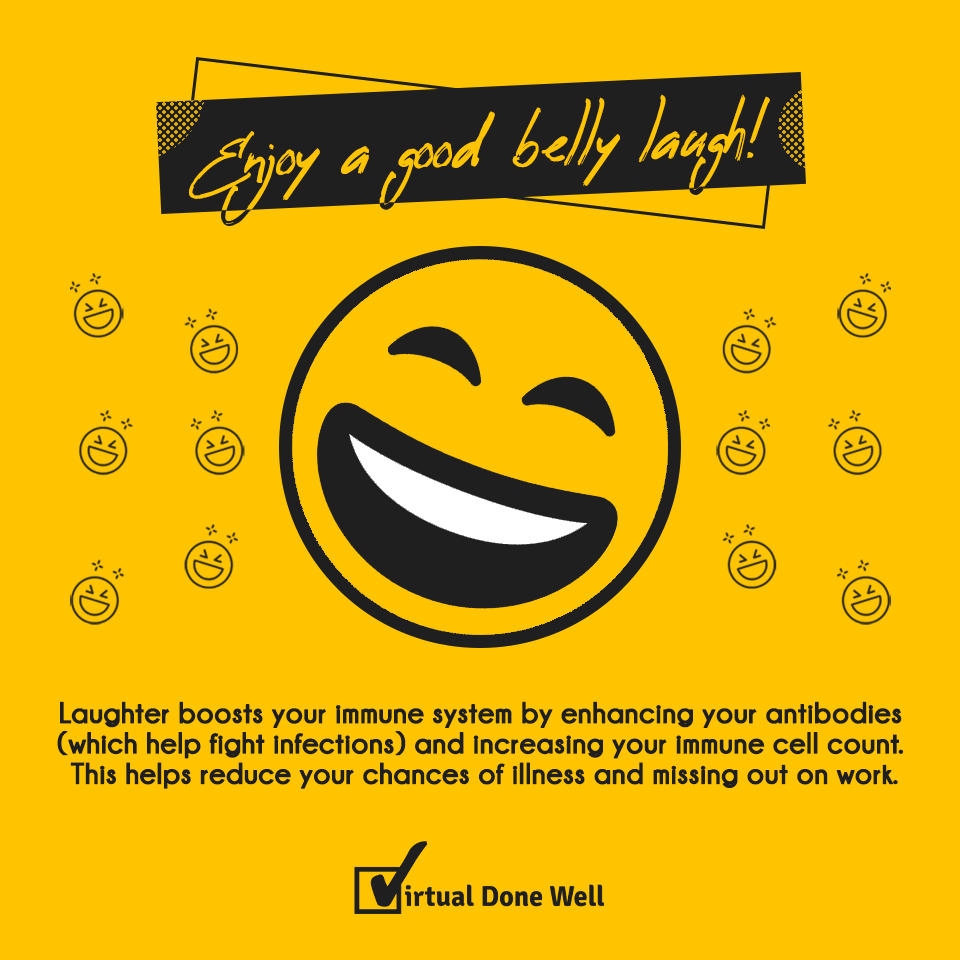 Enjoy a good belly laugh!
Laughter boosts your immune system by enhancing your antibodies
(which help fight infections) and increasing your immune cell count.
This helps reduce your chances of illness and missing out on work.
Virtual Done Well